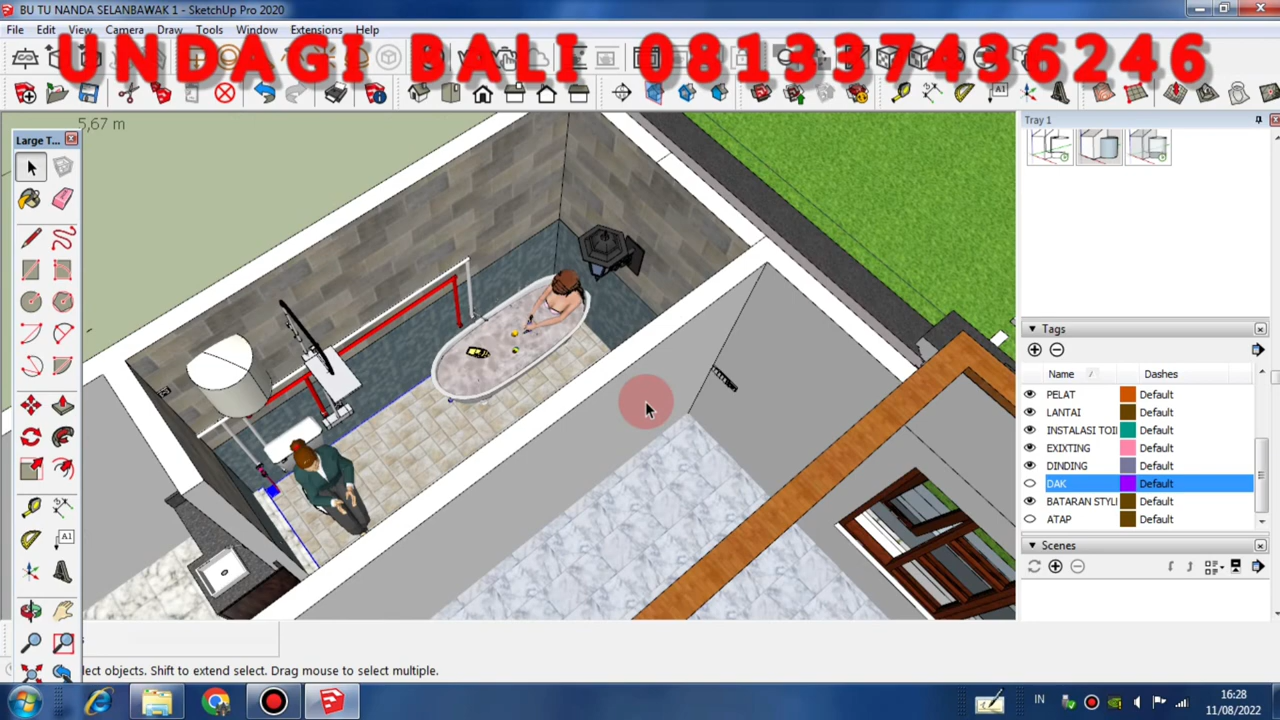 BU TU NANDA SELANBAWAK 1 - SketchUp Pro 2020
File Edit View Camera Draw Tools Window Extensions Help
UNDAGI BALI 081337436246
5,67 m
Large T...
Tray 1
Tags
Name Dashes
PELAT Default
LANTAI Default
INSTALASI TOI Default
EXIXTING Default
DINDING Default
DAK Default
BATARAN STYL Default
ATAP Default
Scenes
lect objects. Shift to extend select. Drag mouse to select multiple.
IN
16:28
11/08/2022